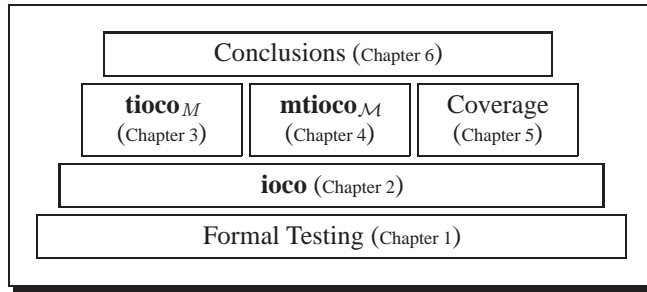 Conclusions (Chapter 6)
tioco_M
(Chapter 3)
mtioco_ℳ
(Chapter 4)
Coverage
(Chapter 5)
ioco (Chapter 2)
Formal Testing (Chapter 1)